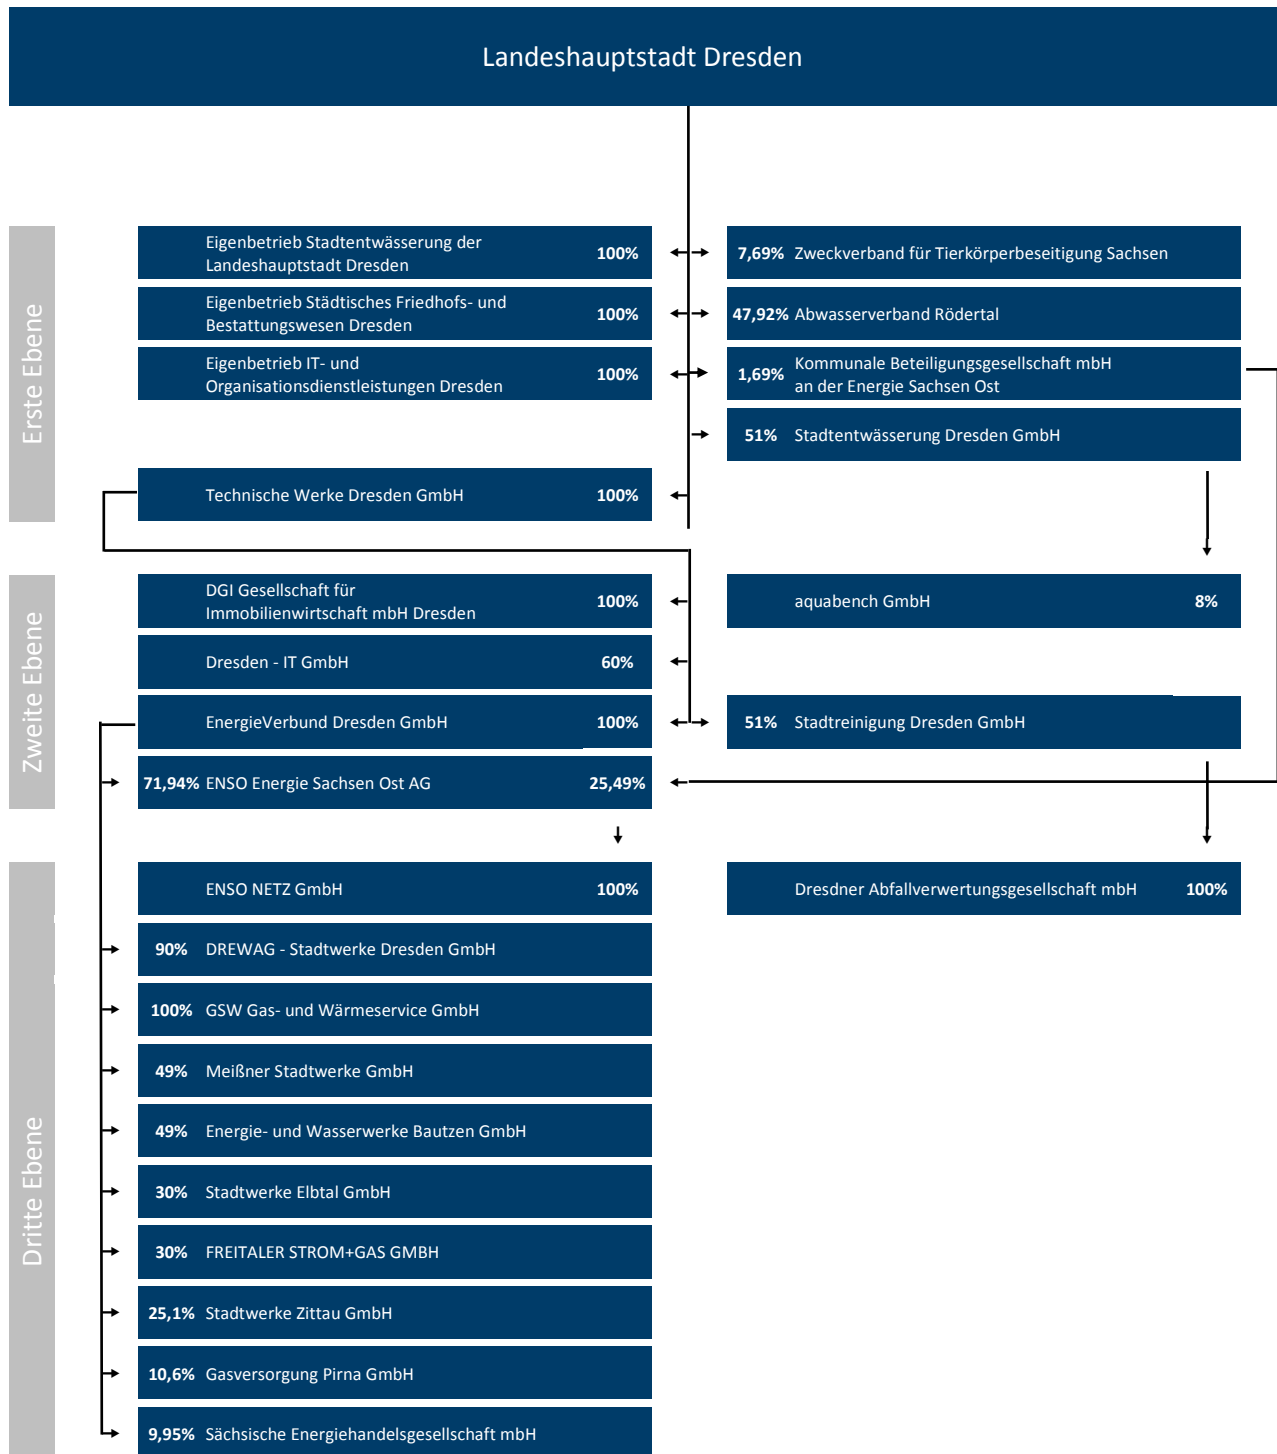 Landeshauptstadt Dresden
Erste Ebene
Eigenbetrieb Stadtentwässerung der
Landeshauptstadt Dresden
100%
7,69% Zweckverband für Tierkörperbeseitigung Sachsen
Eigenbetrieb Städtisches Friedhofs- und
Bestattungswesen Dresden
100%
47,92% Abwasserverband Rödertal
Eigenbetrieb IT- und
Organisationsdienstleistungen Dresden
100%
1,69% Kommunale Beteiligungsgesellschaft mbH
an der Energie Sachsen Ost
51% Stadtentwässerung Dresden GmbH
Technische Werke Dresden GmbH 100%
Zweite Ebene
DGI Gesellschaft für
Immobilienwirtschaft mbH Dresden
100%
aquabench GmbH 8%
Dresden - IT GmbH 60%
EnergieVerbund Dresden GmbH 100%
51% Stadtreinigung Dresden GmbH
71,94% ENSO Energie Sachsen Ost AG 25,49%
Dritte Ebene
ENSO NETZ GmbH 100%
Dresdner Abfallverwertungsgesellschaft mbH 100%
90% DREWAG - Stadtwerke Dresden GmbH
100% GSW Gas- und Wärmeservice GmbH
49% Meißner Stadtwerke GmbH
49% Energie- und Wasserwerke Bautzen GmbH
30% Stadtwerke Elbtal GmbH
30% FREITALER STROM+GAS GMBH
25,1% Stadtwerke Zittau GmbH
10,6% Gasversorgung Pirna GmbH
9,95% Sächsische Energiehandelsgesellschaft mbH